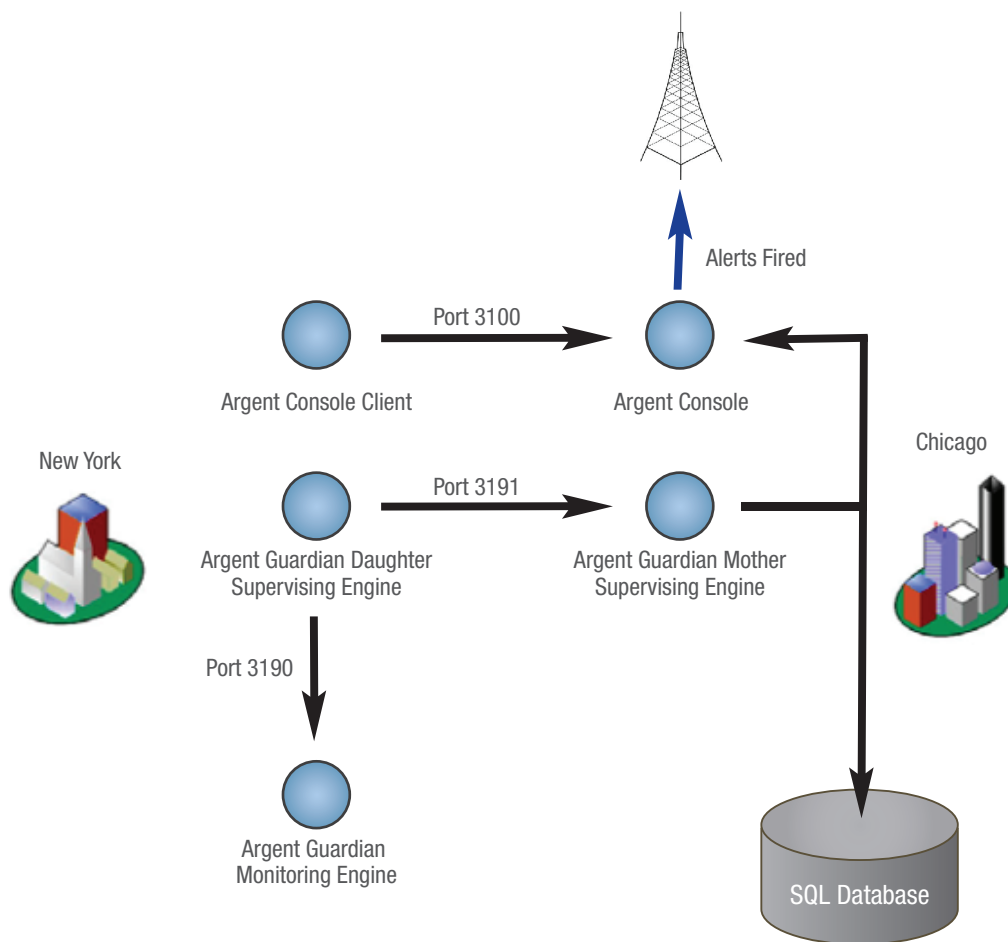 Alerts Fired
Port 3100
Argent Console Client
Argent Console
New York
Chicago
Port 3191
Argent Guardian Daughter
Supervising Engine
Argent Guardian Mother
Supervising Engine
Port 3190
Argent Guardian
Monitoring Engine
SQL Database